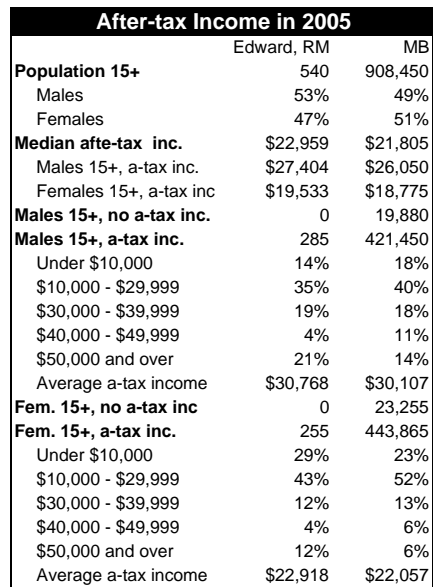 After-tax Income in 2005
Edward, RM MB
Population 15+ 540 908,450
Males 53% 49%
Females 47% 51%
Median afte-tax inc. $22,959 $21,805
Males 15+, a-tax inc. $27,404 $26,050
Females 15+, a-tax inc $19,533 $18,775
Males 15+, no a-tax inc. 0 19,880
Males 15+, a-tax inc. 285 421,450
Under $10,000 14% 18%
$10,000 - $29,999 35% 40%
$30,000 - $39,999 19% 18%
$40,000 - $49,999 4% 11%
$50,000 and over 21% 14%
Average a-tax income $30,768 $30,107
Fem. 15+, no a-tax inc 0 23,255
Fem. 15+, a-tax inc. 255 443,865
Under $10,000 29% 23%
$10,000 - $29,999 43% 52%
$30,000 - $39,999 12% 13%
$40,000 - $49,999 4% 6%
$50,000 and over 12% 6%
Average a-tax income $22,918 $22,057